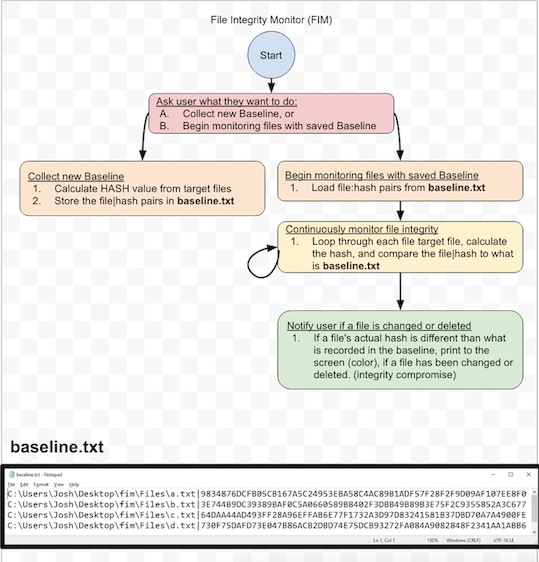 File Integrity Monitor (FIM)
Start
Ask user what they want to do:
A. Collect new Baseline, or
B. Begin monitoring files with saved Baseline
Collect new Baseline
1. Calculate HASH value from target files
2. Store the file|hash pairs in baseline.txt
Begin monitoring files with saved Baseline
1. Load file:hash pairs from baseline.txt
Continuously monitor file integrity
1. Loop through each file target file, calculate
the hash, and compare the file|hash to what
is baseline.txt
Notify user if a file is changed or deleted
1. If a file's actual hash is different than what
is recorded in the baseline, print to the
screen (color), if a file has been changed or
deleted. (integrity compromise)
baseline.txt
baseline.txt - Notepad
File Edit Format View Help
C:\Users\Josh\Desktop\fim\Files\a.txt|9834876DCFB05CB167A5C24953EBA58C4AC89B1ADF57F28F2F9D09AF107EE8F0
C:\Users\Josh\Desktop\fim\Files\b.txt|3E744B9DC39389BAF0C5A0660589B8402F3DBB49B89B3E75F2C9355852A3C677
C:\Users\Josh\Desktop\fim\Files\c.txt|64DAA44AD493FF28A96EFFAB6E77F1732A3D97D83241581B37DBD70A7A4900FE
C:\Users\Josh\Desktop\fim\Files\d.txt|730F75DAFD73E047B86ACB2DBD74E75DCB93272FA084A9082848F2341AA1ABB6
Ln 1, Col 1 150% Windows (CRLF) UTF-16 LE